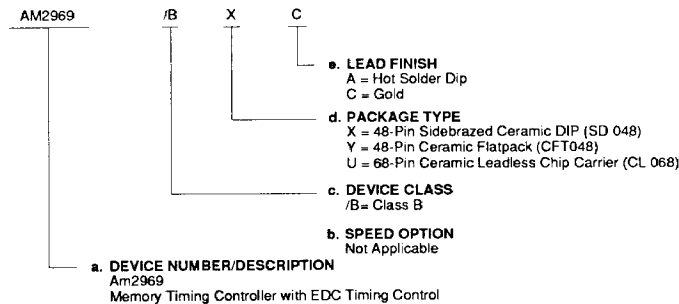 AM2969 /B X C
e. LEAD FINISH
A = Hot Solder Dip
C = Gold
d. PACKAGE TYPE
X = 48-Pin Sidebrazed Ceramic DIP (SD 048)
Y = 48-Pin Ceramic Flatpack (CFT048)
U = 68-Pin Ceramic Leadless Chip Carrier (CL 068)
c. DEVICE CLASS
/B= Class B
b. SPEED OPTION
Not Applicable
a. DEVICE NUMBER/DESCRIPTION
Am2969
Memory Timing Controller with EDC Timing Control